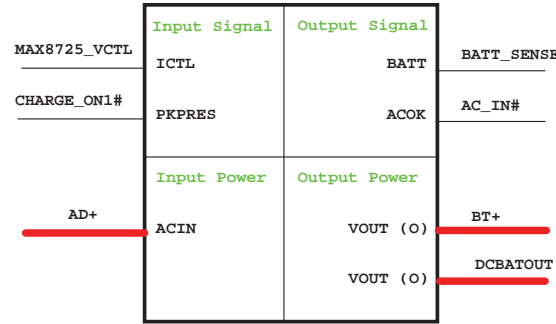 Input Signal Output Signal
MAX8725_VCTL ICTL BATT BATT_SENSE
CHARGE_ON1# PKPRES ACOK AC_IN#
Input Power Output Power
AD+ ACIN VOUT (O) BT+
VOUT (O) DCBATOUT